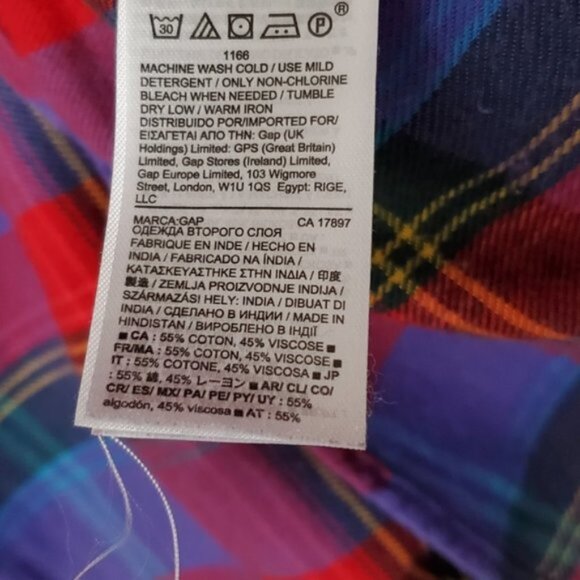 ®
30 P
1166
MACHINE WASH COLD / USE MILD
DETERGENT / ONLY NON-CHLORINE
BLEACH WHEN NEEDED / TUMBLE
DRY LOW / WARM IRON
DISTRIBUIDO POR/IMPORTED FOR/
ΕΙΣΑΓΕΤΑΙ ΑΠΟ ΤΗΝ: Gap (UK
Holdings) Limited: GPS (Great Britain)
Limited, Gap Stores (Ireland) Limited,
Gap Europe Limited, 103 Wigmore
Street, London, W1U 1QS Egypt: RIGE,
LLC
MARCA:GAP CA 17897
ОДЕЖДА ВТОРОГО СЛОЯ
FABRIQUE EN INDE / HECHO EN
INDIA / FABRICADO NA ÍNDIA /
ΚΑΤΑΣΚΕΥΑΣΤΗΚΕ ΣΤΗΝ ΙΝΔΙΑ / 印度
製造 / ZEMLJA PROIZVODNJE INDIJA /
SZÁRMAZÁSI HELY: INDIA / DIBUAT DI
INDIA / СДЕЛАНО В ИНДИИ / MADE IN
HINDISTAN / ВИРОБЛЕНО В ІНДІЇ
■ CA : 55% COTON, 45% VISCOSE ■
FR/MA : 55% COTON, 45% VISCOSE ■
IT : 55% COTONE, 45% VISCOSA ■ JP
: 55% 綿, 45% レーヨン ■ AR/ CL/ CO/
CR/ ES/ MX/ PA/ PE/ PY/ UY : 55%
algodón, 45% viscosa ■ AT : 55%